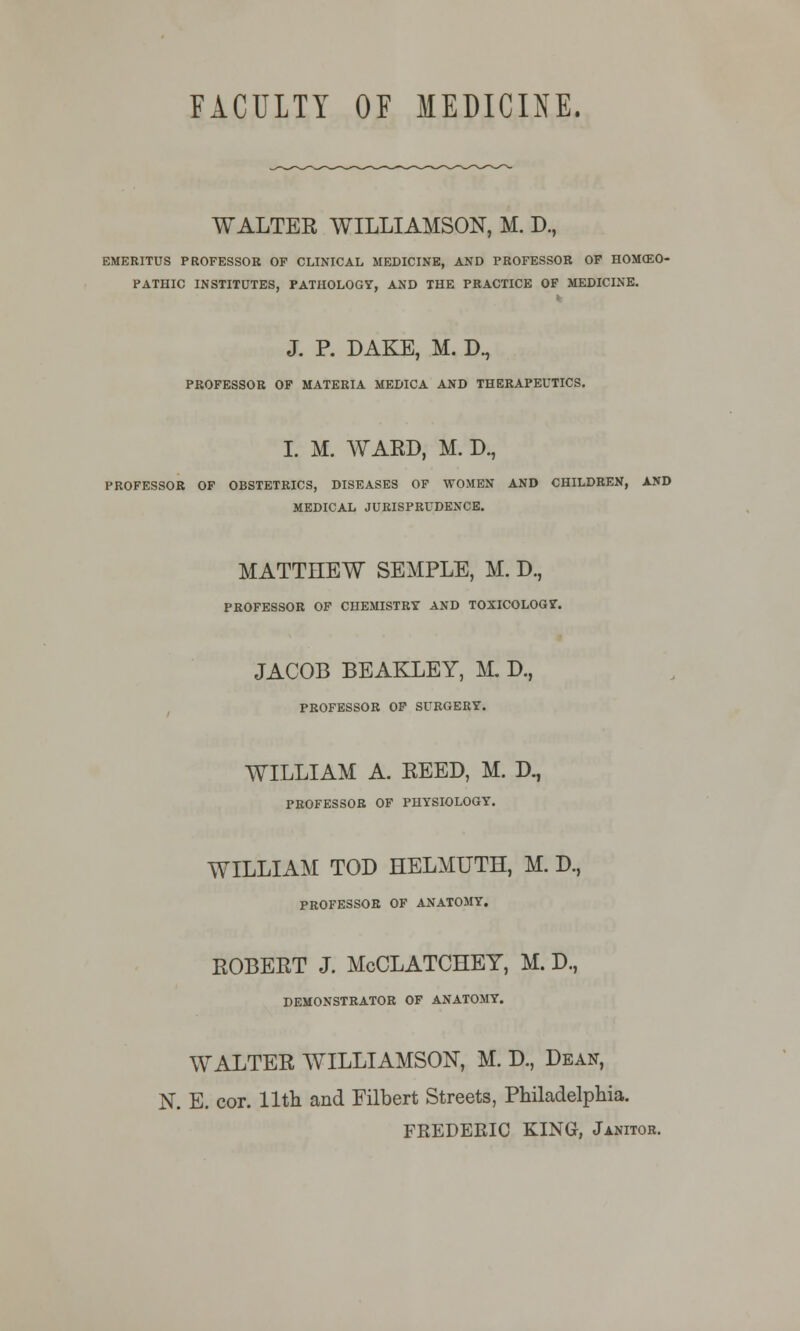 FACULTY OF MEDICINE.
WALTER WILLIAMSON, M. D.,
EMERITUS PROFESSOR OF CLINICAL MEDICINE, AND PROFESSOR OF HOMŒO-
PATHIC INSTITUTES, PATHOLOGY, AND THE PRACTICE OF MEDICINE.
J. P. DAKE, M. D.,
PROFESSOR OF MATERIA MEDICA AND THERAPEUTICS.
I. M. WARD, M. D.,
PROFESSOR OF OBSTETRICS, DISEASES OF WOMEN AND CHILDREN, AND
MEDICAL JURISPRUDENCE.
MATTHEW SEMPLE, M. D.,
PROFESSOR OF CHEMISTRY AND TOXICOLOGY.
JACOB BEAKLEY, M. D.,
PROFESSOR OF SURGERY.
WILLIAM A. REED, M. D.,
PROFESSOR OF PHYSIOLOGY.
WILLIAM TOD HELMUTH, M. D.,
PROFESSOR OF ANATOMY.
ROBERT J. McCLATCHEY, M. D.,
DEMONSTRATOR OF ANATOMY.
WALTER WILLIAMSON, M. D., DEAN,
N. E. cor. 11th and Filbert Streets, Philadelphia.
FREDERIC KING, JANITOR.